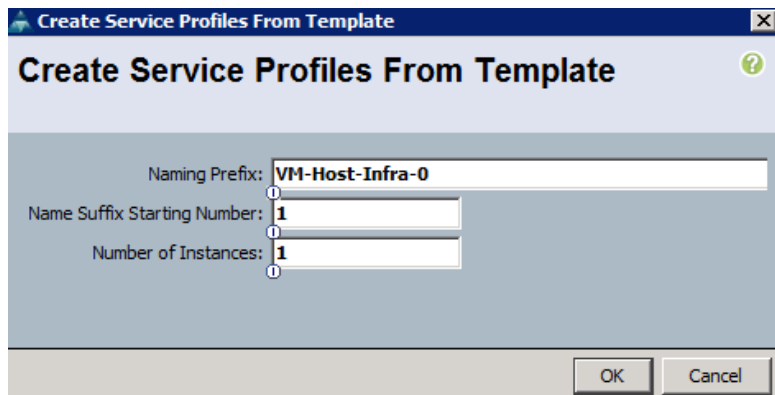 Create Service Profiles From Template
Create Service Profiles From Template
Naming Prefix: VM-Host-Infra-0
Name Suffix Starting Number: 1
Number of Instances: 1
OK Cancel